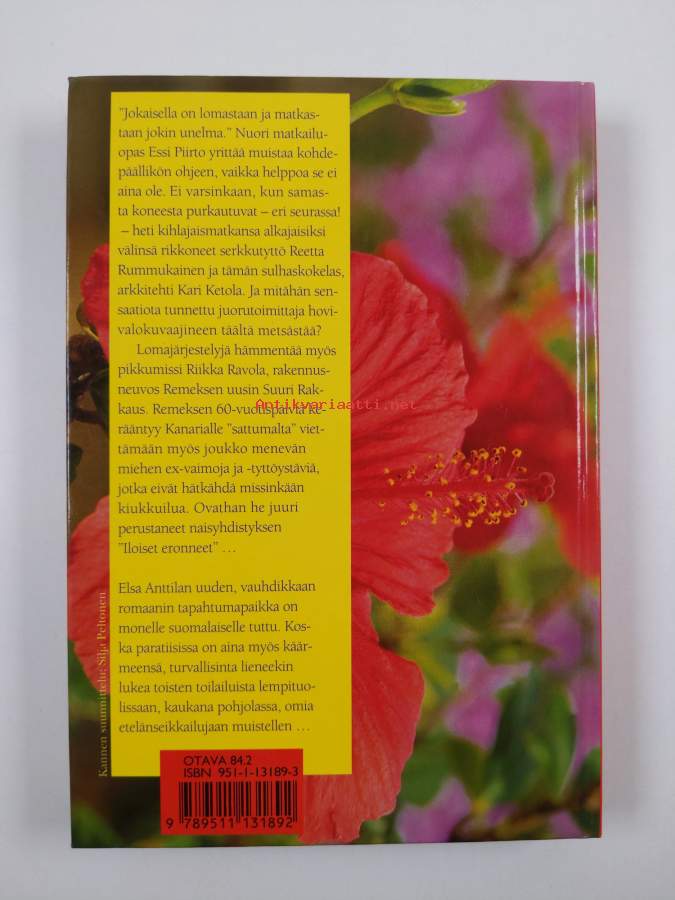 "Jokaisella on lomastaan ja matkas-
taan jokin unelma." Nuori matkailu-
opas Essi Piirto yrittää muistaa kohde-
päällikön ohjeen, vaikka helppoa se ei
aina ole. Ei varsinkaan, kun samas-
ta koneesta purkautuvat – eri seurassa!
– heti kihlajaismatkansa alkajaisiksi
välinsä rikkoneet serkkutyttö Reetta
Rummukainen ja tämän sulhaskokelas,
arkkitehti Kari Ketola. Ja mitähän sen-
saatiota tunnettu juorutoimittaja hovi-
valokuvaajineen täältä metsästää?
Lomajärjestelyjä hämmentää myös
pikkumissi Riikka Ravola, rakennus-
neuvos Remeksen uusin Suuri Rak-
kaus. Remeksen 60-vuotispäiviä ke-
rääntyy Kanarialle "sattumalta" viet-
tämään myös joukko menevän
miehen ex-vaimoja ja -tyttöystäviä,
jotka eivät hätkähdä missinkään
kiukkuilua. Ovathan he juuri
perustaneet naisyhdistyksen
"Iloiset eronneet" ...
Elsa Anttilan uuden, vauhdikkaan
romaanin tapahtumapaikka on
monelle suomalaiselle tuttu. Kos-
ka paratiisissa on aina myös käär-
meensä, turvallisinta lieneekin
lukea toisten toilailuista lempituo-
lissaan, kaukana pohjolassa, omia
etelänseikkailujaan muistellen ...
Kannen suunnittelu: Silja Peltonen
Antikvariaatti.net
OTAVA 84.2
ISBN 951-1-13189-3
9 789511 131892